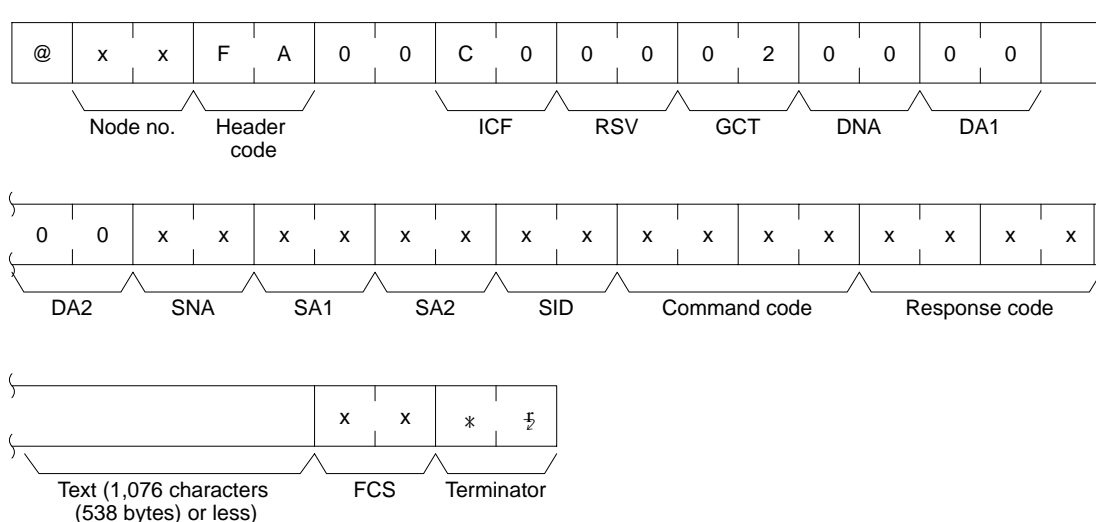 @ x x F A 0 0 C 0 0 0 0 2 0 0 0 0
Node no. Header code ICF RSV GCT DNA DA1
0 0 x x x x x x x x x x x x x x x x
DA2 SNA SA1 SA2 SID Command code Response code
x x *
Text (1,076 characters (538 bytes) or less) FCS Terminator